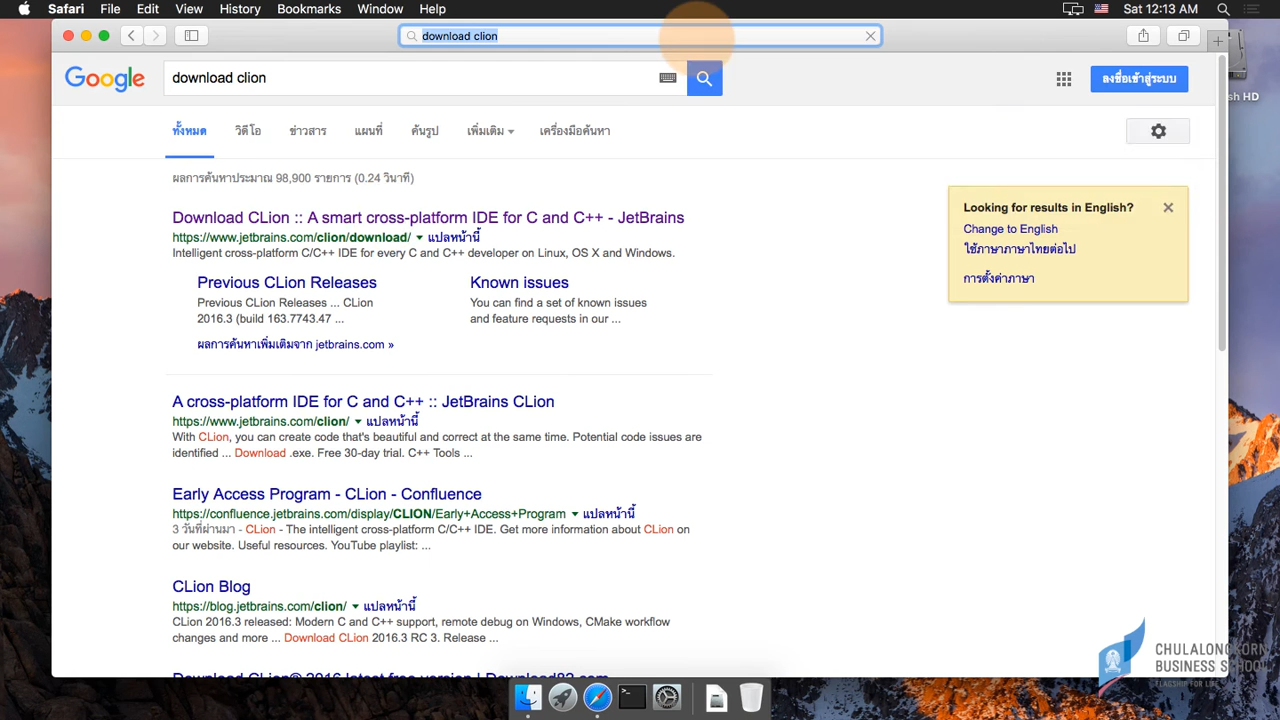 Safari File Edit View History Bookmarks Window Help Sat 12:13 AM
download clion
sh HD
Google download clion ลงชื่อเข้าสู่ระบบ
ทั้งหมด วิดีโอ ข่าวสาร แผนที่ ค้นรูป เพิ่มเติม เครื่องมือค้นหา
ผลการค้นหาประมาณ 98,900 รายการ (0.24 วินาที)
Download CLion :: A smart cross-platform IDE for C and C++ - JetBrains
https://www.jetbrains.com/clion/download/ แปลหน้านี้
Intelligent cross-platform C/C++ IDE for every C and C++ developer on Linux, OS X and Windows.
Previous CLion Releases
Previous CLion Releases ... CLion
2016.3 (build 163.7743.47 ...
Known issues
You can find a set of known issues
and feature requests in our ...
ผลการค้นหาเพิ่มเติมจาก jetbrains.com »
Looking for results in English?
Change to English
ใช้ภาษาภาษาไทยต่อไป
การตั้งค่าภาษา
A cross-platform IDE for C and C++ :: JetBrains CLion
https://www.jetbrains.com/clion/ แปลหน้านี้
With CLion, you can create code that's beautiful and correct at the same time. Potential code issues are
identified ... Download .exe. Free 30-day trial. C++ Tools ...
Early Access Program - CLion - Confluence
https://confluence.jetbrains.com/display/CLION/Early+Access+Program แปลหน้านี้
3 วันที่ผ่านมา - CLion - The intelligent cross-platform C/C++ IDE. Get more information about CLion on
our website. Useful resources. YouTube playlist: ...
CLion Blog
https://blog.jetbrains.com/clion/ แปลหน้านี้
CLion 2016.3 released: Modern C and C++ support, remote debug on Windows, CMake workflow
changes and more ... Download CLion 2016.3 RC 3. Release ...
Download CLion® 2016 latest free version | Download82.com
CHULALONGKORN
BUSINESS SCHOOL
FLAGSHIP FOR LIFE